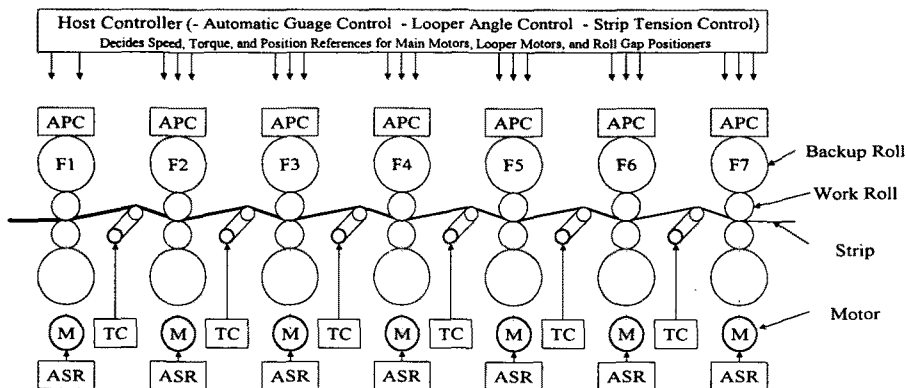 Host Controller (- Automatic Guage Control - Looper Angle Control - Strip Tension Control)
Decides Speed, Torque, and Position References for Main Motors, Looper Motors, and Roll Gap Positioners
APC APC APC APC APC APC APC
F1 F2 F3 F4 F5 F6 F7
Backup Roll
Work Roll
Strip
M TC M TC M TC M TC M TC M TC M
Motor
ASR ASR ASR ASR ASR ASR ASR